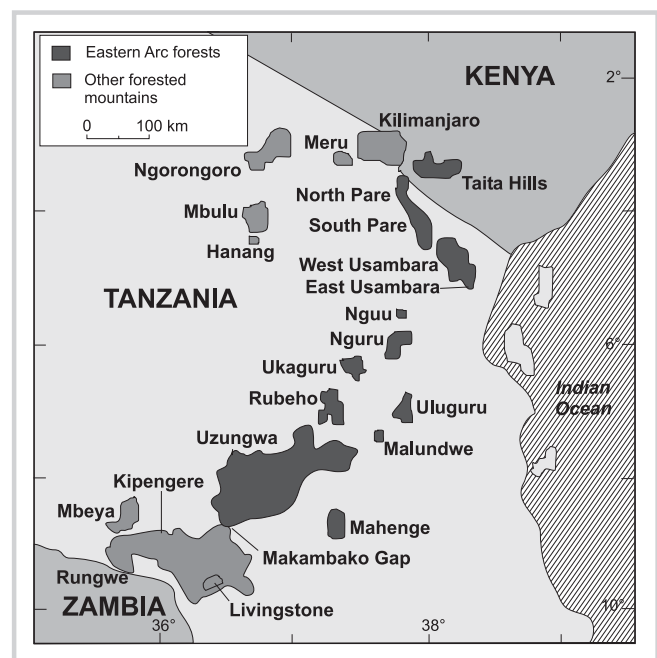 Eastern Arc forests
Other forested
mountains
0 100 km
KENYA
2°
Kilimanjaro
Meru
Ngorongoro
Taita Hills
North Pare
Mbulu
South Pare
Hanang
West Usambara
East Usambara
TANZANIA
Nguu
Nguru
6°
Ukaguru
Indian
Ocean
Rubeho
Uluguru
Uzungwa
Malundwe
Kipengere
Mbeya
Mahenge
Makambako Gap
Rungwe
ZAMBIA
Livingstone
10°
36°
38°